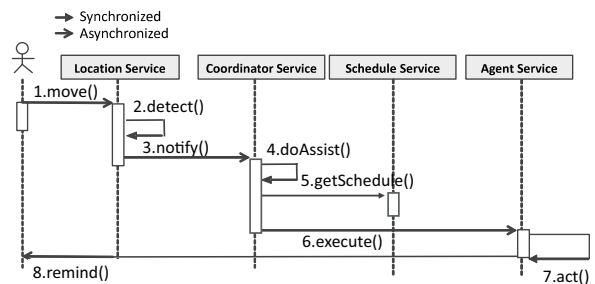 Synchronized
Asynchronized
Location Service
Coordinator Service
Schedule Service
Agent Service
1.move()
2.detect()
3.notify()
4.doAssist()
5.getSchedule()
6.execute()
8.remind()
7.act()